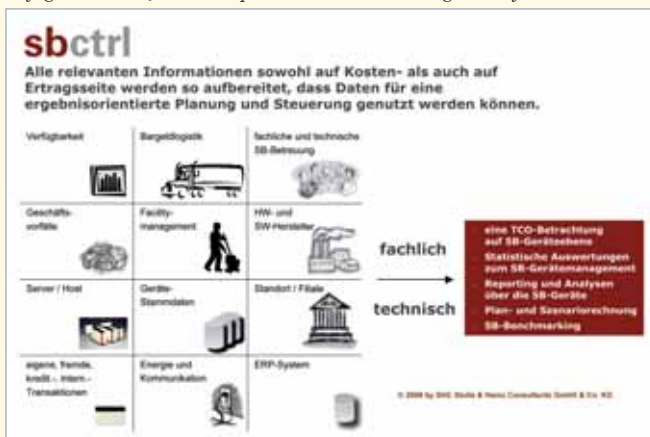 sbctrl
Alle relevanten Informationen sowohl auf Kosten- als auch auf
Ertragsseite werden so aufbereitet, dass Daten für eine
ergebnisorientierte Planung und Steuerung genutzt werden können.
Verfügbarkeit
Bargeldlogistik
fachliche und technische
SB-Betreuung
Geschäfts-
vorfälle
Facility-
management
HW- und
SW-Hersteller
Server / Host
Geräte-
Stammdaten
Standort / Filiale
eigene, fremde,
kredit-, intern.-
Transaktionen
Energie und
Kommunikation
ERP-System
fachlich
technisch
eine TCO-Betrachtung
auf SB-Geräteebene
Statistische Auswertungen
zum SB-Gerätemanagement
Reporting und Analysen
über die SB-Geräte
Plan- und Szenariorechnung
SB-Benchmarking
by SHC Stolle & Heinz Consultants GmbH & Co. KG